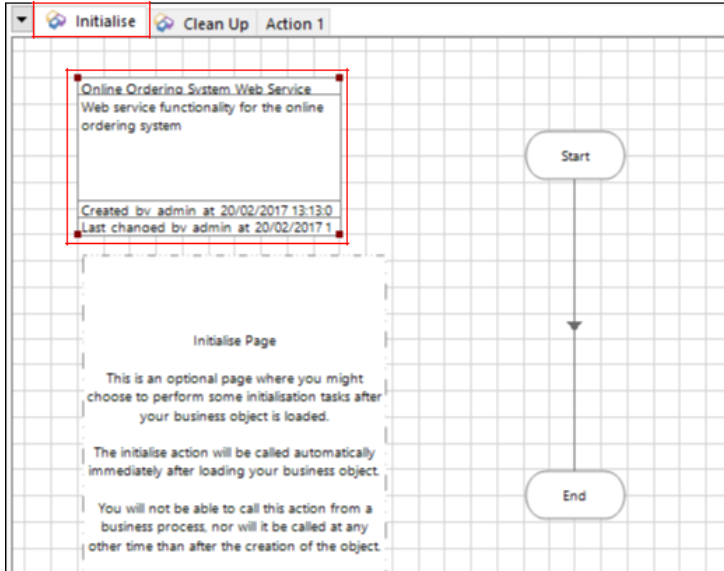 Initialise
Clean Up
Action 1
Online Ordering System Web Service
Web service functionality for the online
ordering system
Created by admin at 20/02/2017 13:13:0
Last changed by admin at 20/02/2017 1
Start
Initialise Page
This is an optional page where you might
choose to perform some initialisation tasks after
your business object is loaded.
The initialise action will be called automatically
immediately after loading your business object.
You will not be able to call this action from a
business process, nor will it be called at any
other time than after the creation of the object.
End